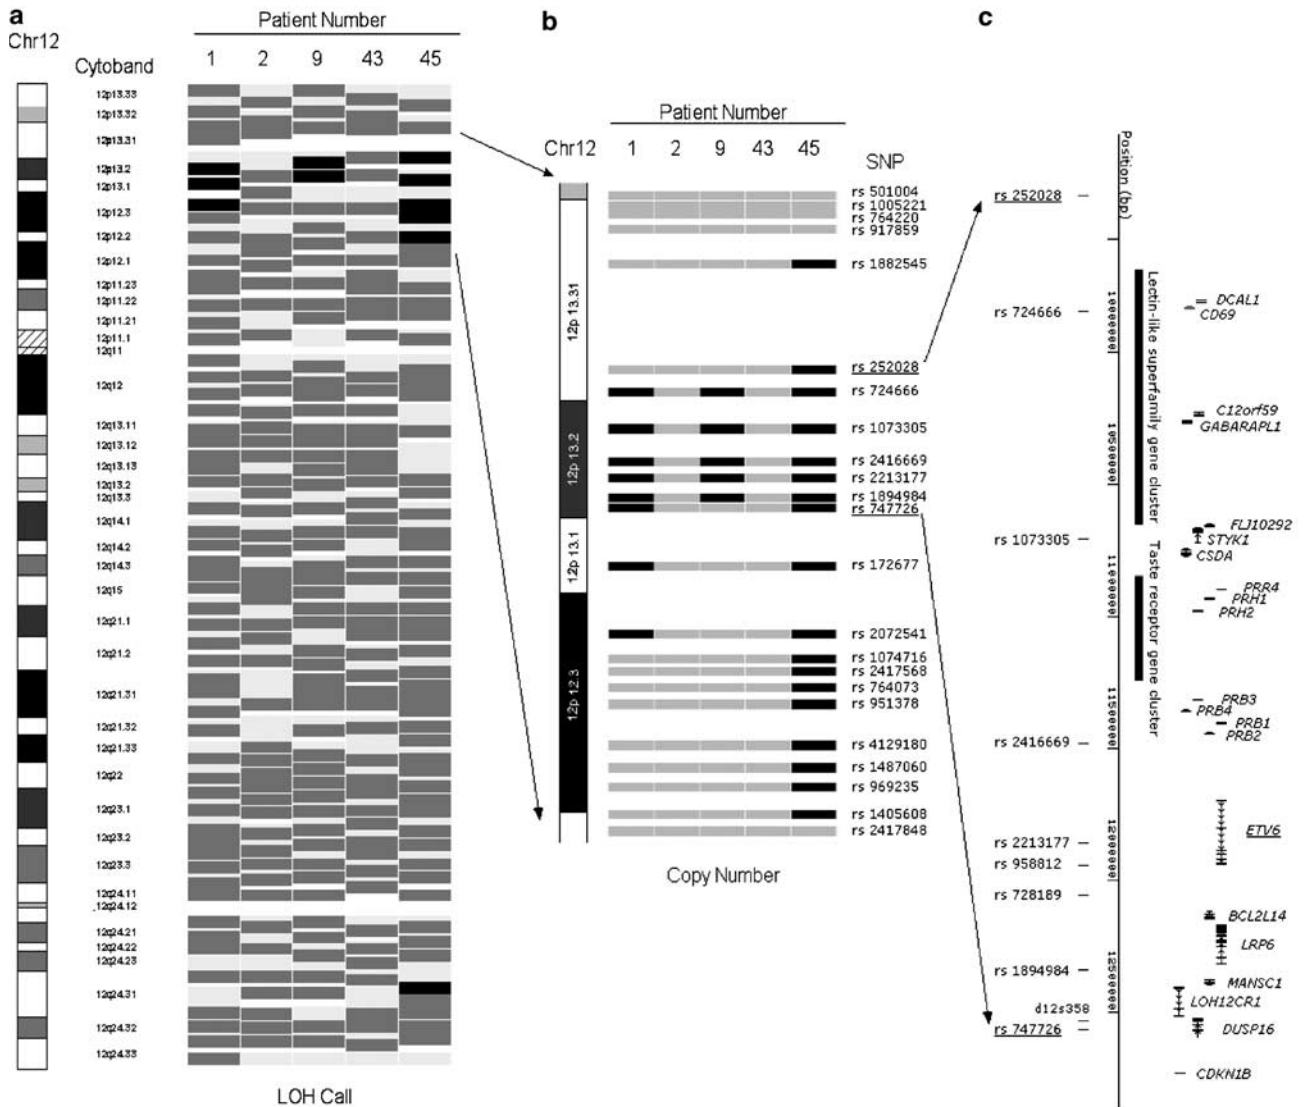 a
Chr12
Cytoband
Patient Number
1 2 9 43 45
12p13.33
12p13.32
12p13.31
12p13.2
12p13.1
12p12.3
12p12.2
12p12.1
12p11.23
12p11.22
12p11.21
12p11.1
12q11
12q12
12q13.11
12q13.12
12q13.13
12q13.2
12q13.3
12q14.1
12q14.2
12q14.3
12q15
12q21.1
12q21.2
12q21.31
12q21.32
12q21.33
12q22
12q23.1
12q23.2
12q23.3
12q24.11
12q24.12
12q24.21
12q24.22
12q24.23
12q24.31
12q24.32
12q24.33
LOH Call
b
Patient Number
Chr12
1 2 9 43 45
SNP
12p 13.31
12p 13.2
12p 13.1
12p 12.3
rs 501004
rs 1005221
rs 764220
rs 917859
rs 1882545
rs 252028
rs 724666
rs 1073305
rs 2416669
rs 2213177
rs 1894984
rs 747726
rs 172677
rs 2072541
rs 1074716
rs 2417568
rs 764073
rs 951378
rs 4129180
rs 1487060
rs 969235
rs 1405608
rs 2417848
Copy Number
c
Position (bp)
rs 252028
rs 724666
rs 1073305
rs 2416669
rs 2213177
rs 958812
rs 728189
rs 1894984
d12s358
rs 747726
10000000
10500000
11000000
11500000
12000000
12500000
Lectin-like superfamily gene cluster
Taste receptor gene cluster
DCAL1
CD69
C12orf59
GABARAPL1
FLJ10292
STYK1
CSDA
PRR4
PRH1
PRH2
PRB3
PRB4
PRB1
PRB2
ETV6
BCL2L14
LRP6
MANSC1
LOH12CR1
DUSP16
CDKN1B